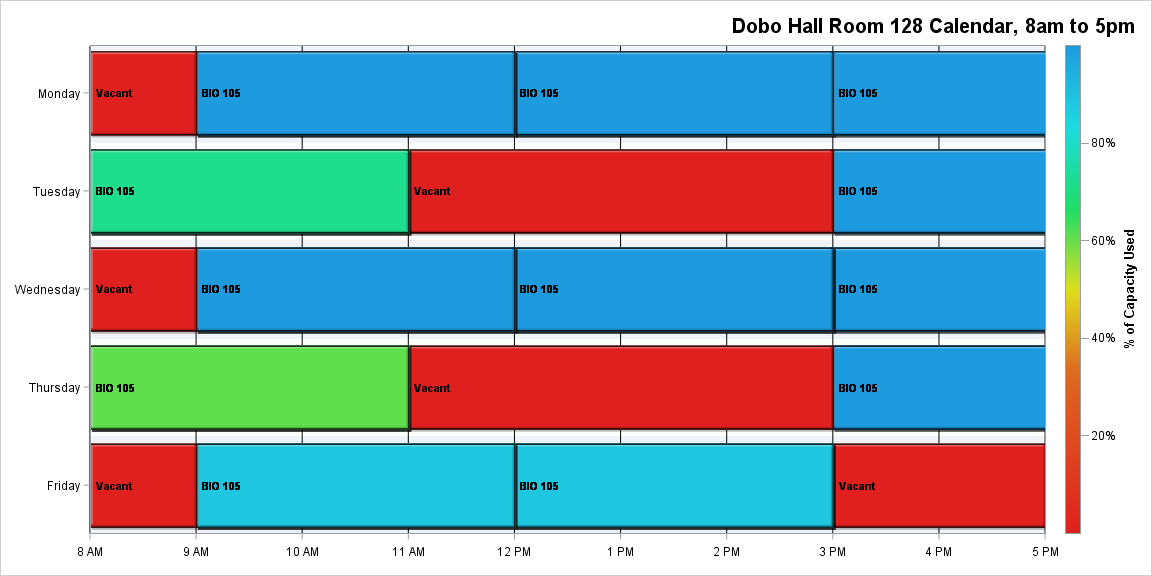 Dobo Hall Room 128 Calendar, 8am to 5pm
Monday
Vacant
BIO 105
BIO 105
BIO 105
Tuesday
BIO 105
Vacant
BIO 105
Wednesday
Vacant
BIO 105
BIO 105
BIO 105
Thursday
BIO 105
Vacant
BIO 105
Friday
Vacant
BIO 105
BIO 105
Vacant
8 AM
9 AM
10 AM
11 AM
12 PM
1 PM
2 PM
3 PM
4 PM
5 PM
80%
60%
40%
20%
% of Capacity Used